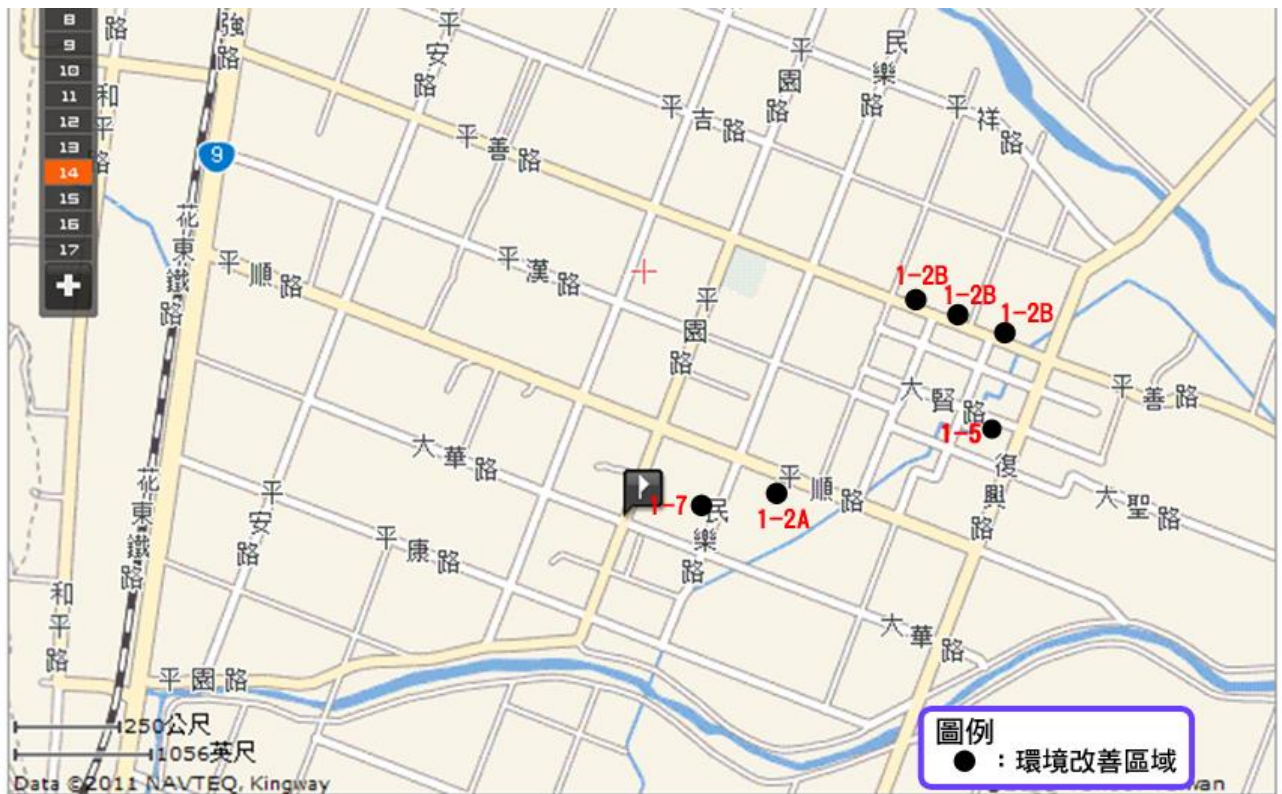 8
9
10
11
12
13
14
15
16
17
路
強路
平安路
平園路
民樂路
平吉路
平祥路
和平路
9
平善路
花東鐵路
平順路
平漢路
平園路
1-2B
1-2B
1-2B
大賢路
平善路
1-5
復興路
大聖路
大華路
1-7
民樂路
1-2A
平順路
平安路
花東鐵路
平康路
和平路
大華路
平園路
250公尺
1056英尺
圖例
：環境改善區域
Data ©2011 NAVTEQ, Kingway